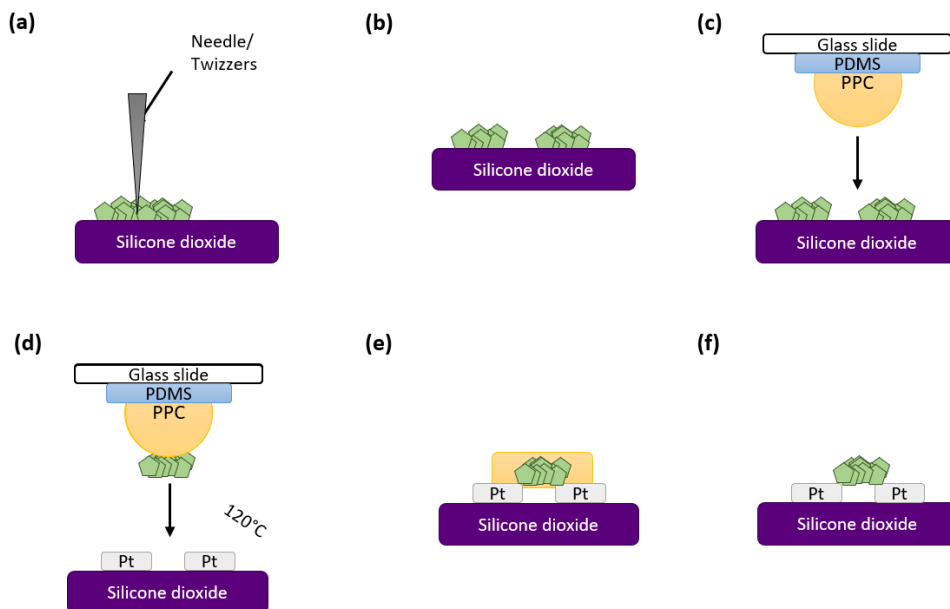 (a)
Needle/
Twizzers
Silicone dioxide
(b)
Silicone dioxide
(c)
Glass slide
PDMS
PPC
Silicone dioxide
(d)
Glass slide
PDMS
PPC
120°C
Pt Pt
Silicone dioxide
(e)
Pt Pt
Silicone dioxide
(f)
Pt Pt
Silicone dioxide